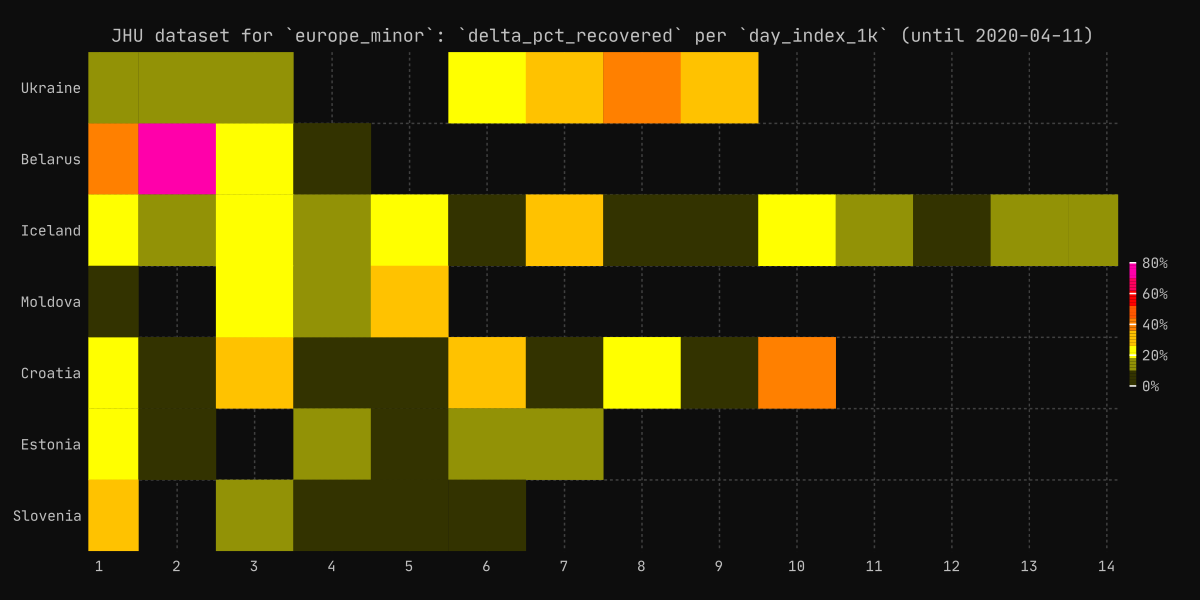 JHU dataset for `europe_minor`: `delta_pct_recovered` per `day_index_1k` (until 2020-04-11)
Ukraine
Belarus
Iceland
Moldova
Croatia
Estonia
Slovenia
80%
60%
40%
20%
0%
1 2 3 4 5 6 7 8 9 10 11 12 13 14